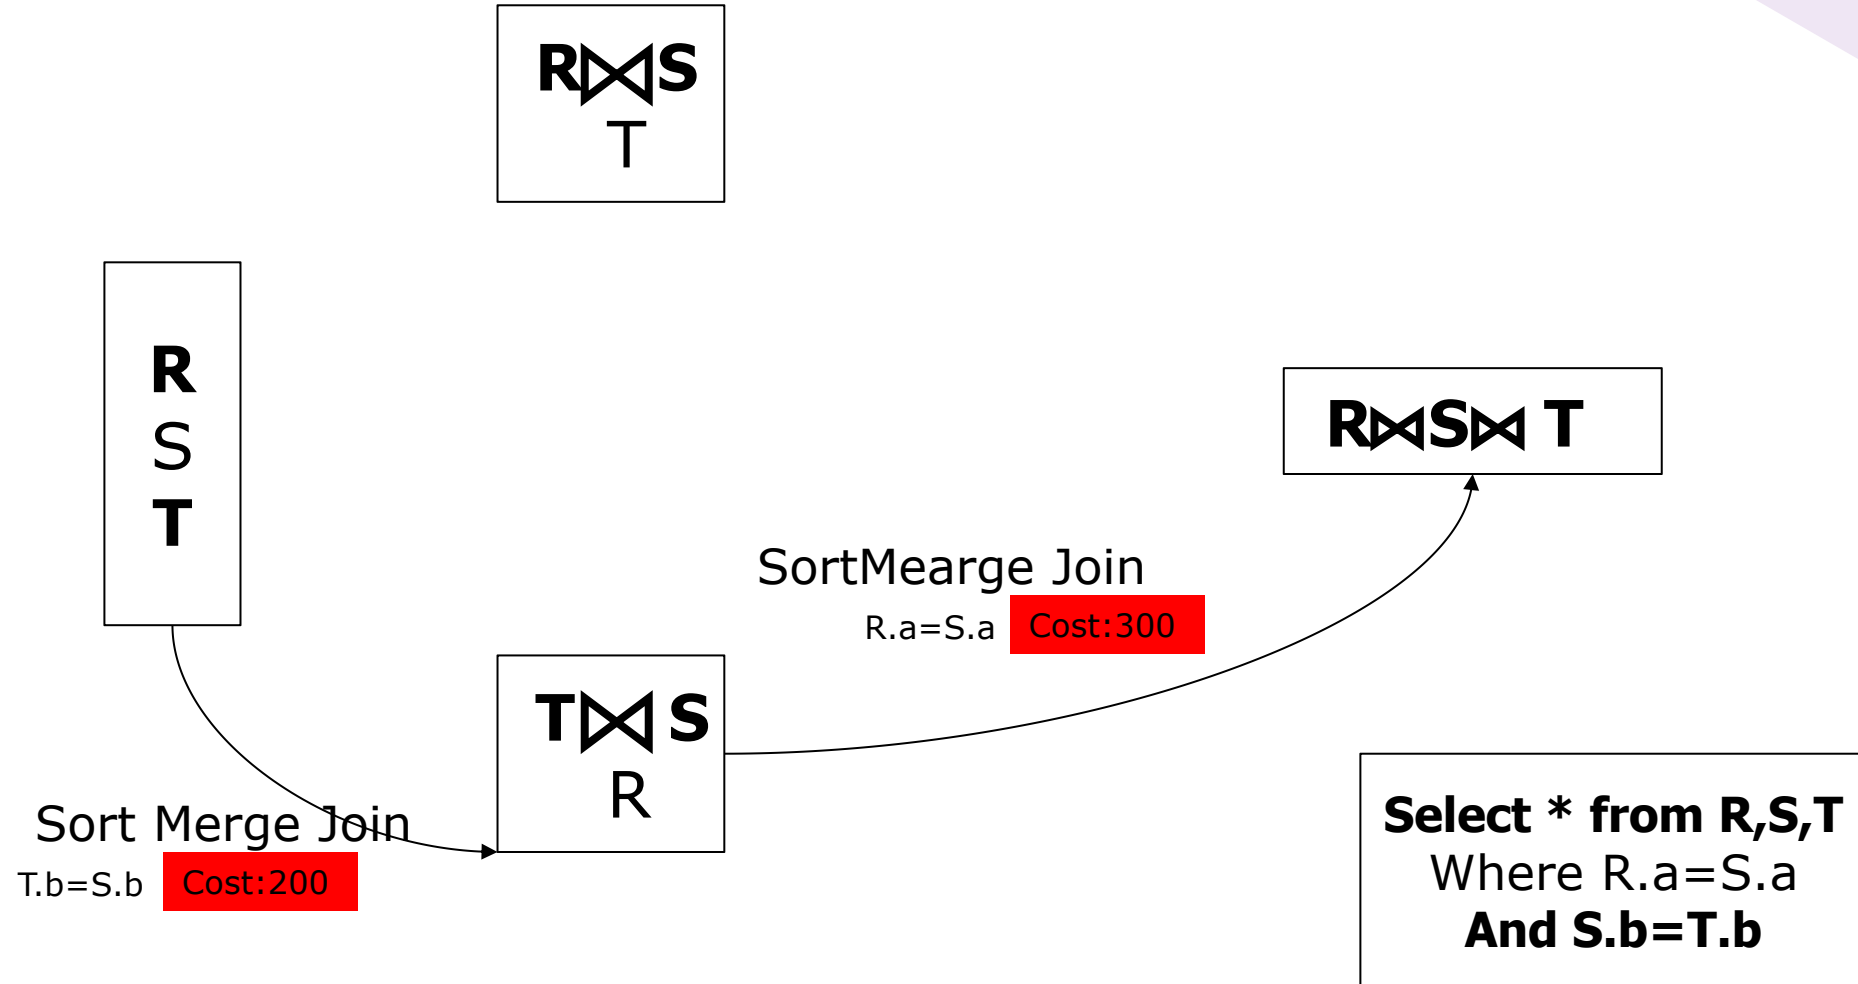 R⋈S
T
R
S
T
R⋈S⋈ T
SortMearge Join
R.a=S.a Cost:300
T⋈ S
R
Sort Merge Join
T.b=S.b Cost:200
Select * from R,S,T
Where R.a=S.a
And S.b=T.b